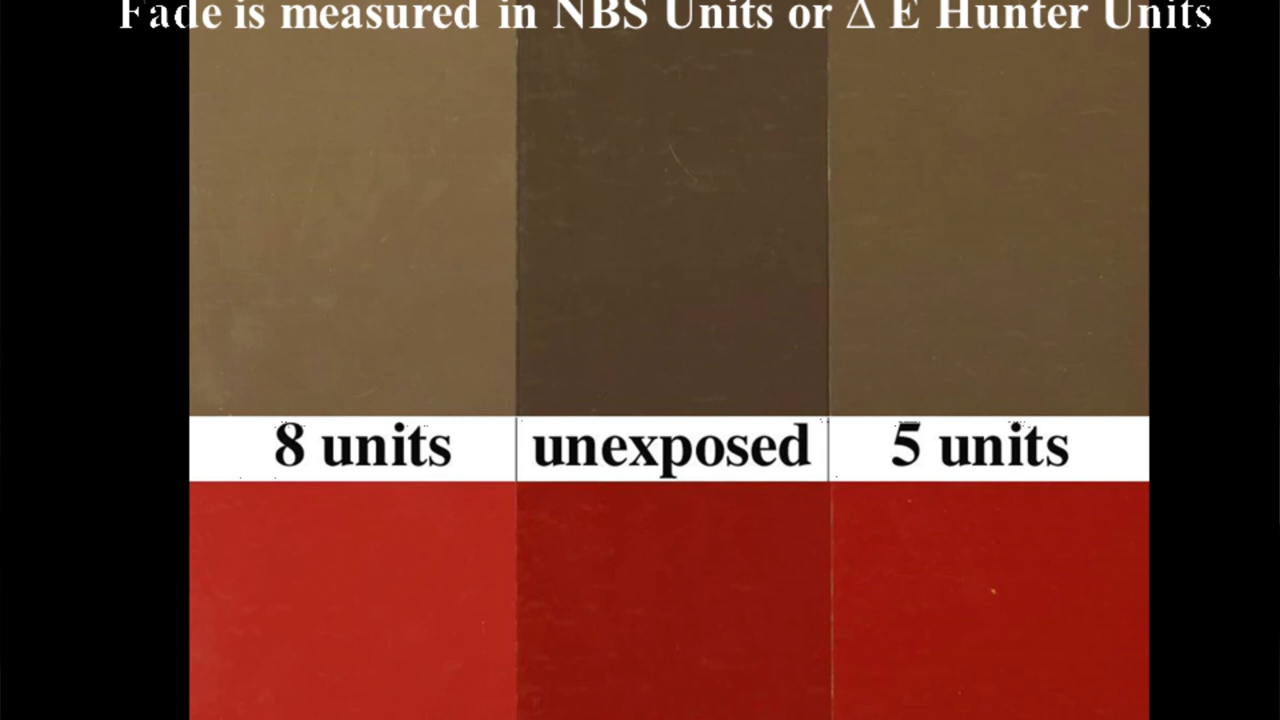 Fade is measured in NBS Units or Δ E Hunter Units
8 units unexposed 5 units